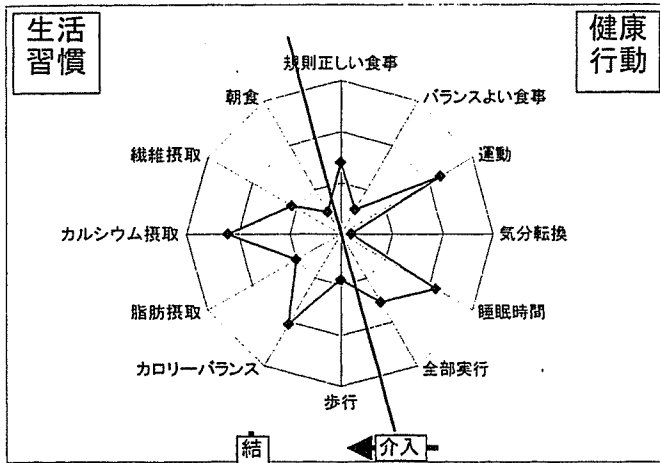 生活
習慣
健康
行動
規則正しい食事
バランスよい食事
運動
気分転換
睡眠時間
全部実行
歩行
カロリーバランス
脂肪摂取
カルシウム摂取
繊維摂取
朝食
結
介入